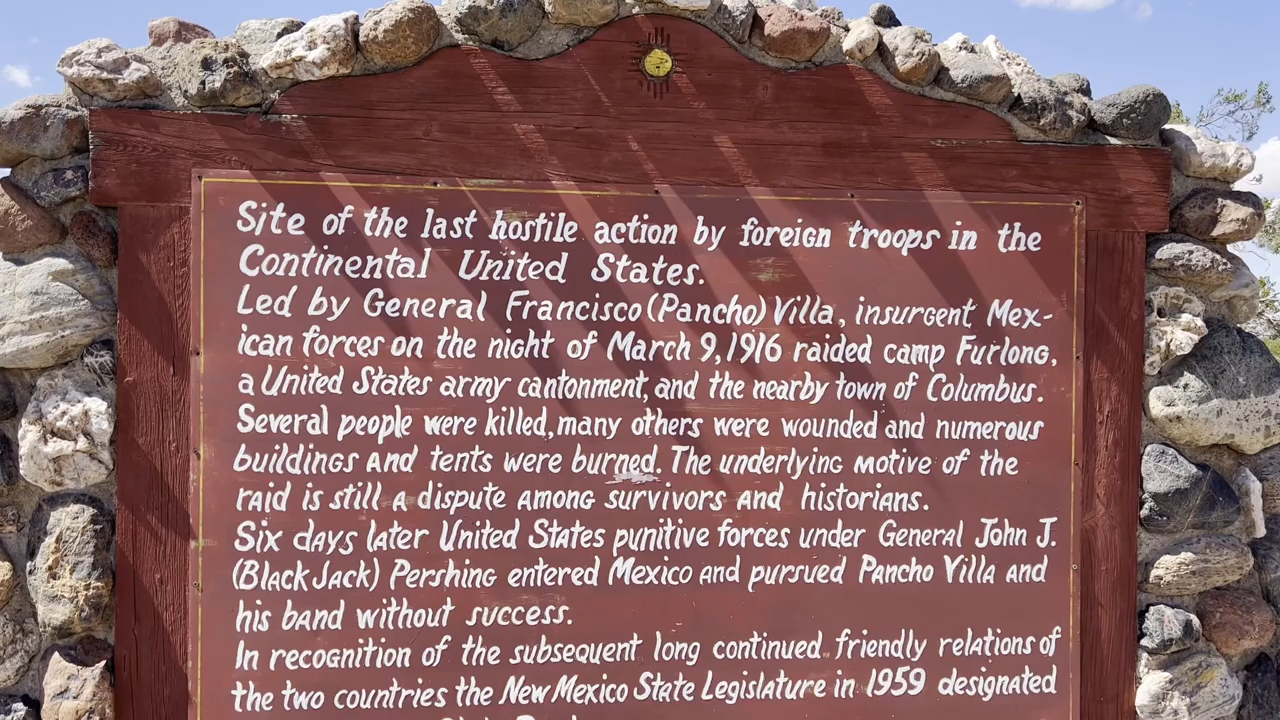 Site of the last hostile action by foreign troops in the
Continental United States.
Led by General Francisco (Pancho) Villa, insurgent Mex-
ican forces on the night of March 9, 1916 raided camp Furlong,
a United States army cantonment, and the nearby town of Columbus.
Several people were killed, many others were wounded and numerous
buildings and tents were burned. The underlying motive of the
raid is still a dispute among survivors and historians.
Six days later United States punitive forces under General John J.
(Black Jack) Pershing entered Mexico and pursued Pancho Villa and
his band without success.
In recognition of the subsequent long continued friendly relations of
the two countries the New Mexico State Legislature in 1959 designated